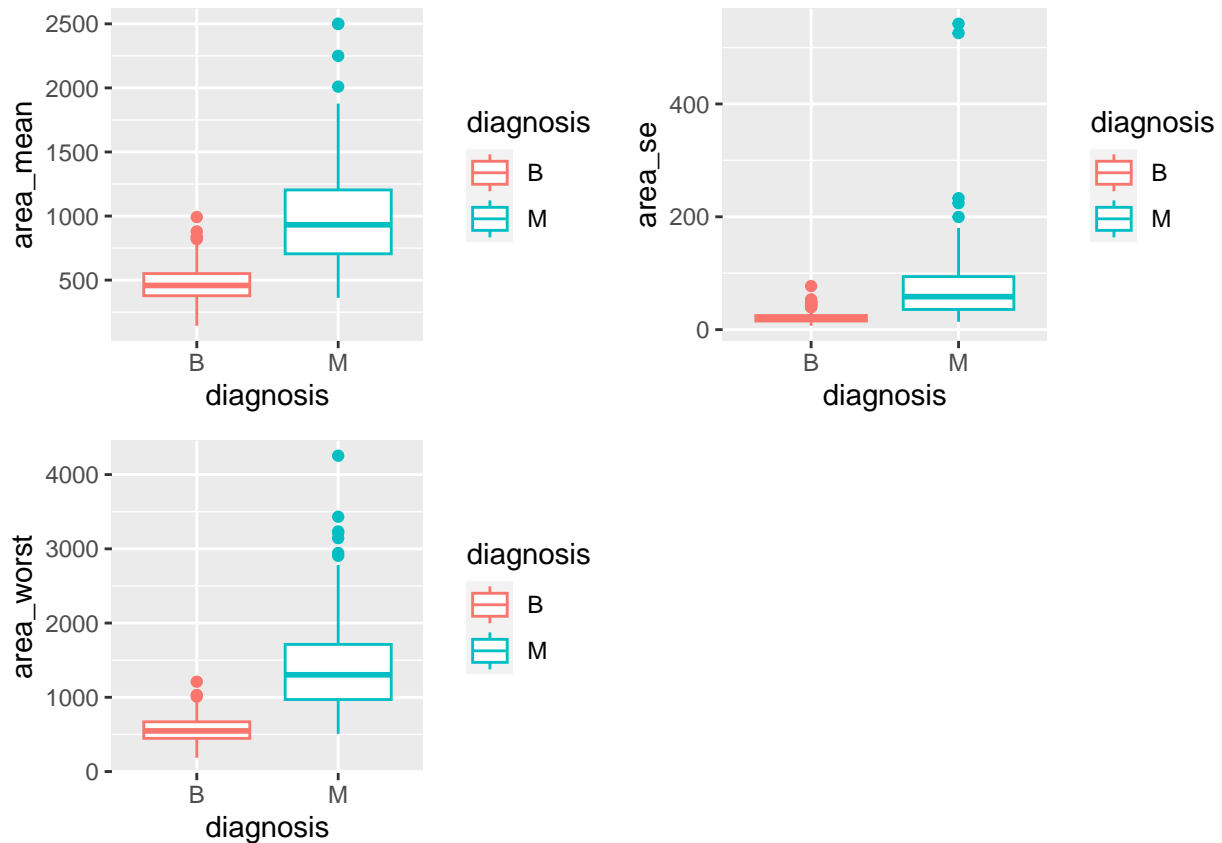 area_mean
2500
2000
1500
1000
500
B
M
diagnosis
diagnosis
B
M
area_se
400
200
0
B
M
diagnosis
diagnosis
B
M
area_worst
4000
3000
2000
1000
0
B
M
diagnosis
diagnosis
B
M